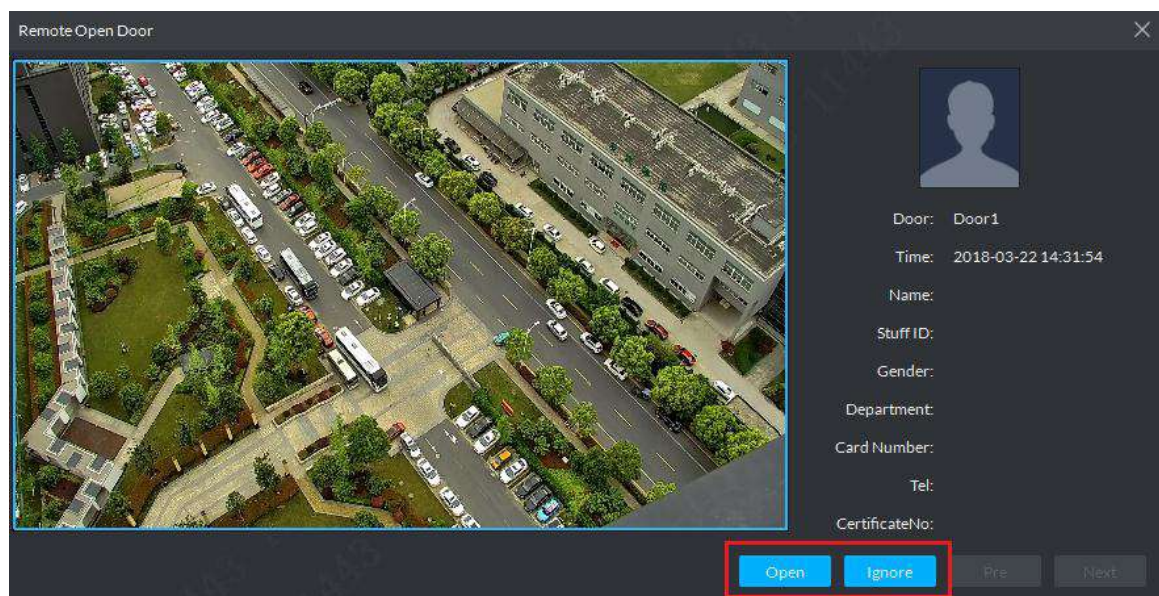 Remote Open Door
Door: Door1
Time: 2018-03-22 14:31:54
Name:
Stuff ID:
Gender:
Department:
Card Number:
Tel:
CertificateNo:
Open Ignore Pre Next